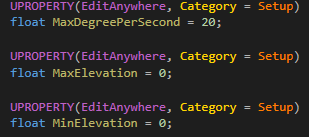 UPROPERTY(EditAnywhere, Category = Setup)
float MaxDegreePerSecond = 20;
UPROPERTY(EditAnywhere, Category = Setup)
float MaxElevation = 0;
UPROPERTY(EditAnywhere, Category = Setup)
float MinElevation = 0;